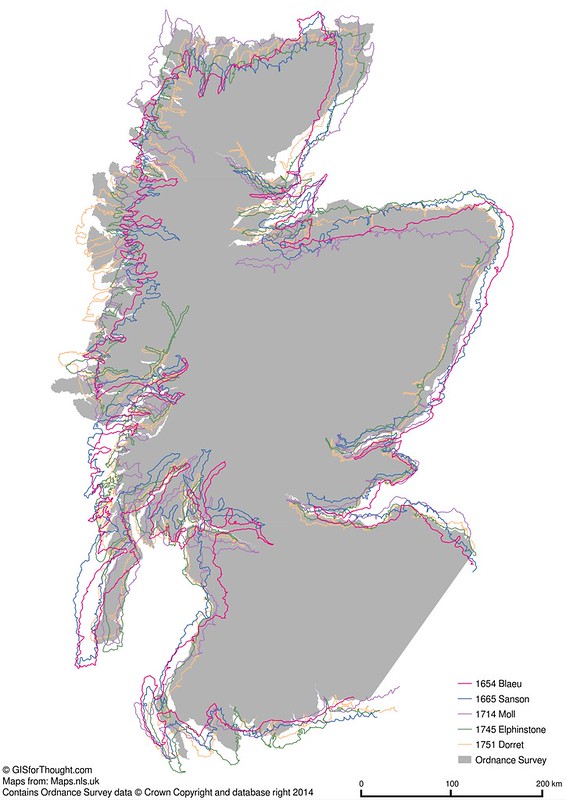 1654 Blaeu
1665 Sanson
1714 Moll
1745 Elphinstone
1751 Dorret
Ordnance Survey
© GISforThought.com
Maps from: Maps.nls.uk
Contains Ordnance Survey data © Crown Copyright and database right 2014
0 100 200 km